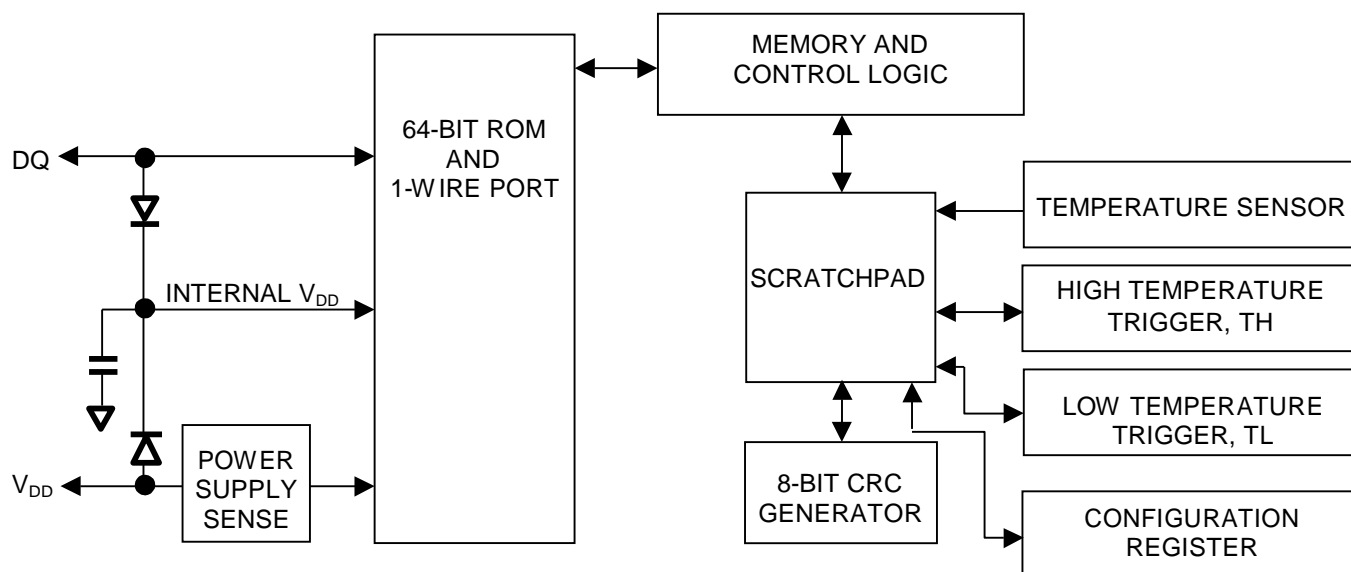 MEMORY AND
CONTROL LOGIC
64-BIT ROM
AND
1-WIRE PORT
DQ
TEMPERATURE SENSOR
SCRATCHPAD
INTERNAL VDD
HIGH TEMPERATURE
TRIGGER, TH
LOW TEMPERATURE
TRIGGER, TL
VDD
POWER
SUPPLY
SENSE
8-BIT CRC
GENERATOR
CONFIGURATION
REGISTER